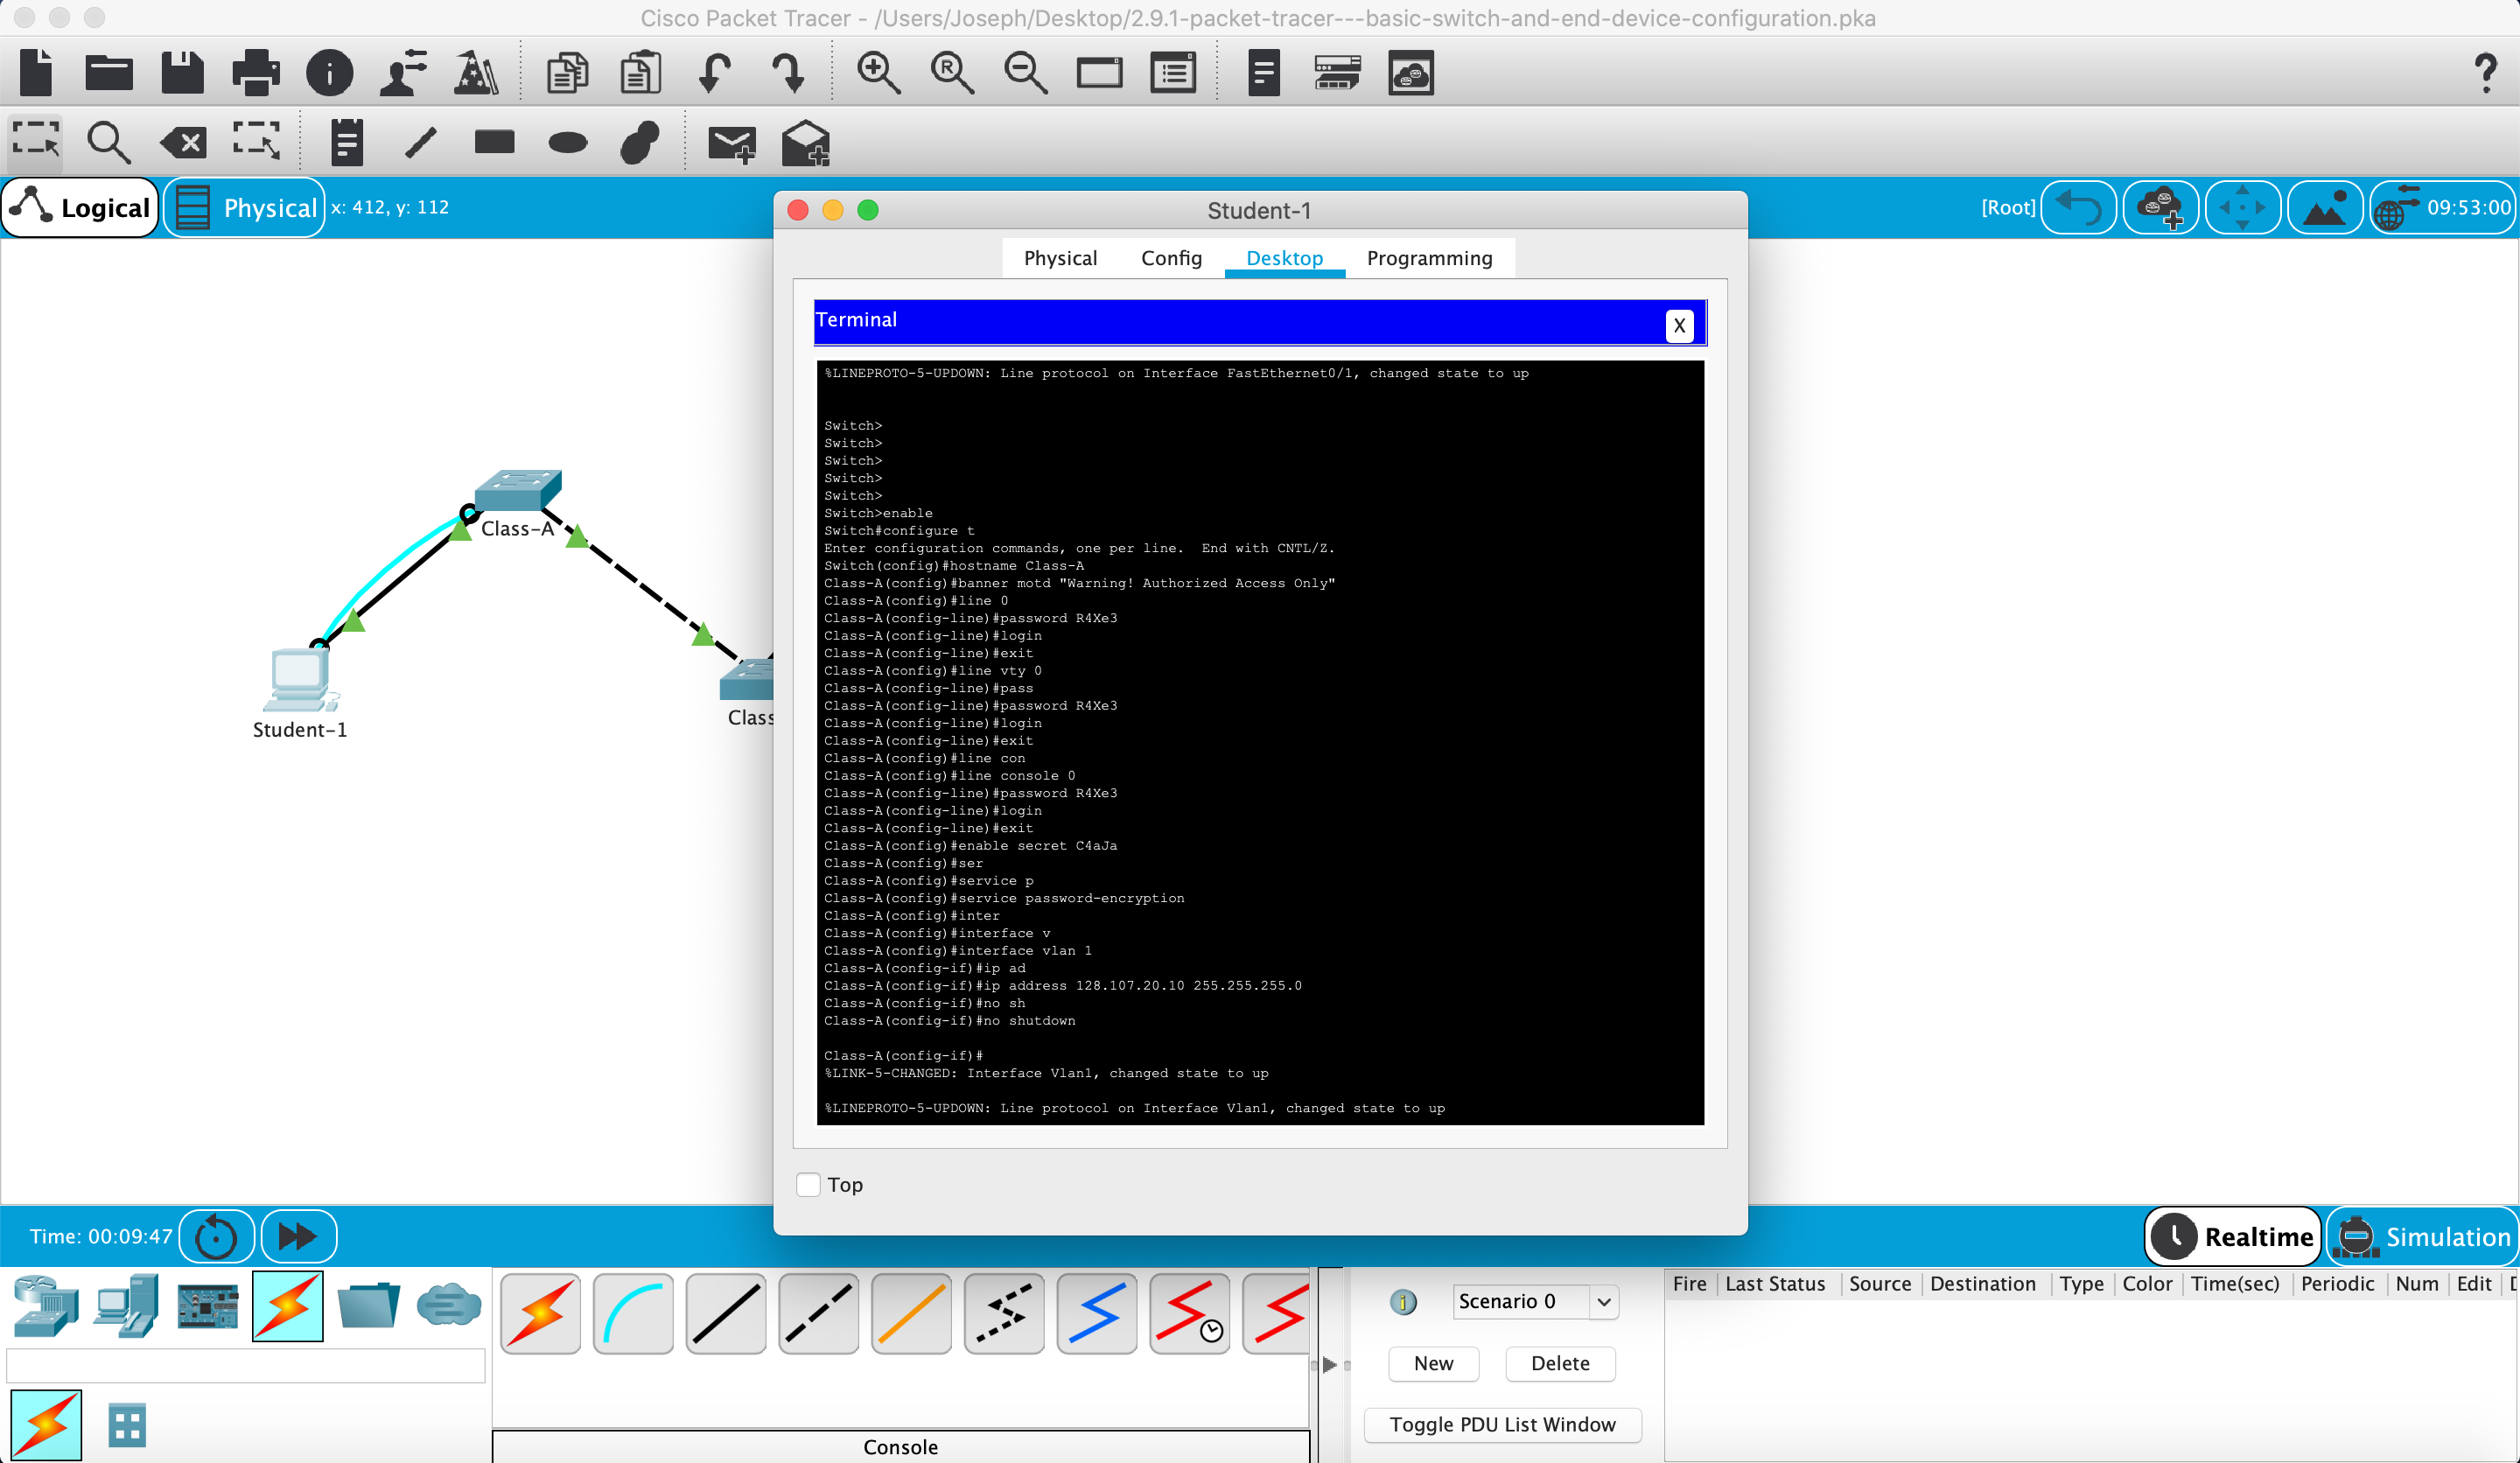 Cisco Packet Tracer - /Users/Joseph/Desktop/2.9.1-packet-tracer---basic-switch-and-end-device-configuration.pka
Logical
Physical
x: 412, y: 112
[Root]
09:53:00
Student-1
Physical
Config
Desktop
Programming
Terminal
X
%LINEPROTO-5-UPDOWN: Line protocol on Interface FastEthernet0/1, changed state to up
Switch>
Switch>
Switch>
Switch>
Switch>
Switch>enable
Switch#configure t
Enter configuration commands, one per line.  End with CNTL/Z.
Switch(config)#hostname Class-A
Class-A(config)#banner motd "Warning! Authorized Access Only"
Class-A(config)#line 0
Class-A(config-line)#password R4Xe3
Class-A(config-line)#login
Class-A(config-line)#exit
Class-A(config)#line vty 0
Class-A(config-line)#pass
Class-A(config-line)#password R4Xe3
Class-A(config-line)#login
Class-A(config-line)#exit
Class-A(config)#line con
Class-A(config)#line console 0
Class-A(config-line)#password R4Xe3
Class-A(config-line)#login
Class-A(config-line)#exit
Class-A(config)#enable secret C4aJa
Class-A(config)#ser
Class-A(config)#service p
Class-A(config)#service password-encryption
Class-A(config)#inter
Class-A(config)#interface v
Class-A(config)#interface vlan 1
Class-A(config-if)#ip ad
Class-A(config-if)#ip address 128.107.20.10 255.255.255.0
Class-A(config-if)#no sh
Class-A(config-if)#no shutdown
Class-A(config-if)#
%LINK-5-CHANGED: Interface Vlan1, changed state to up
%LINEPROTO-5-UPDOWN: Line protocol on Interface Vlan1, changed state to up
Top
Class-A
Student-1
Class
Time: 00:09:47
Realtime
Simulation
Scenario 0
New
Delete
Toggle PDU List Window
Fire
Last Status
Source
Destination
Type
Color
Time(sec)
Periodic
Num
Edit
D
Console